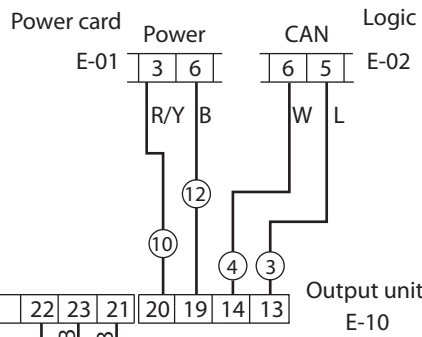 Power card
Logic
Power
CAN
E-01
3 6
6 5
E-02
R/Y B
W L
12
10
4
3
22 23 21 20 19 14 13
Output unit
E-10
B
B